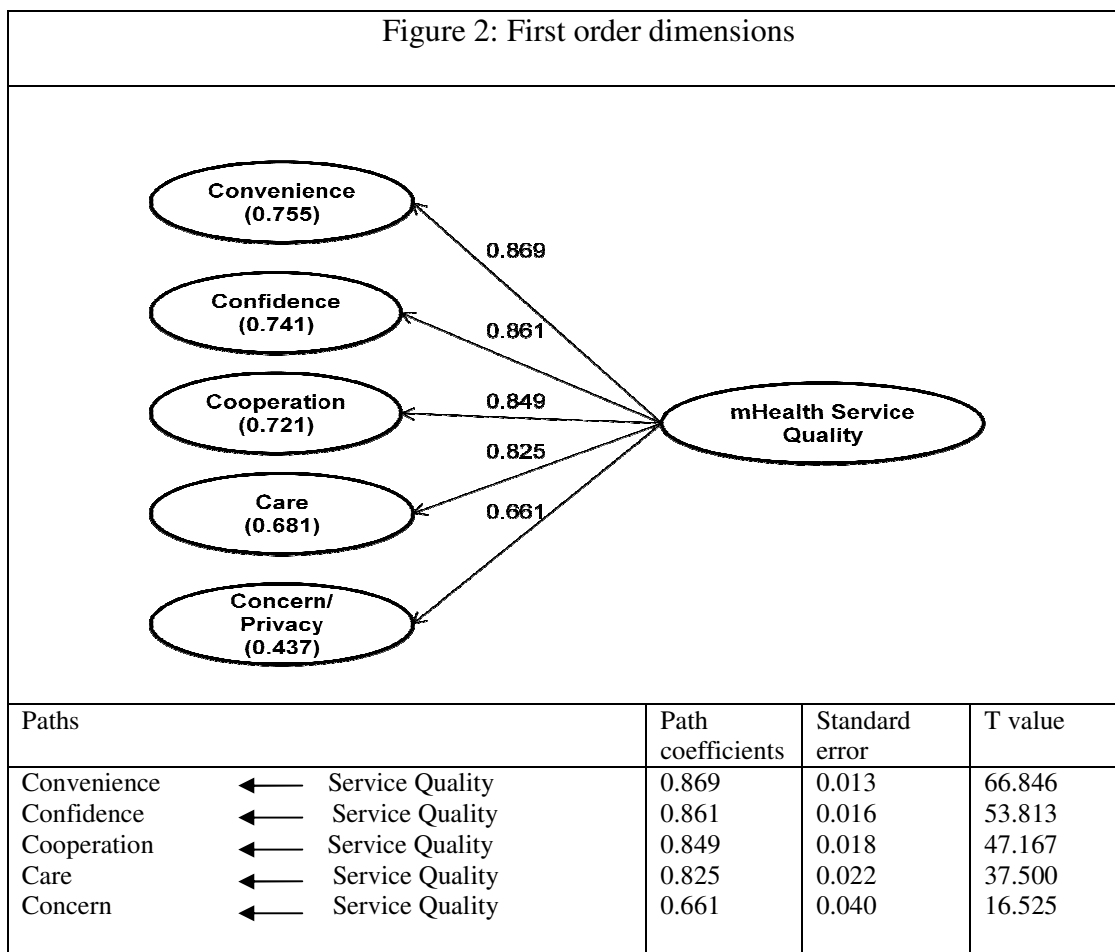 Figure 2: First order dimensions
Convenience
(0.755)
0.869
Confidence
(0.741)
0.861
Cooperation
(0.721)
0.849
mHealth Service
Quality
0.825
Care
(0.681)
0.661
Concern/
Privacy
(0.437)
Paths Path coefficients Standard error T value
Convenience Service Quality 0.869 0.013 66.846
Confidence Service Quality 0.861 0.016 53.813
Cooperation Service Quality 0.849 0.018 47.167
Care Service Quality 0.825 0.022 37.500
Concern Service Quality 0.661 0.040 16.525